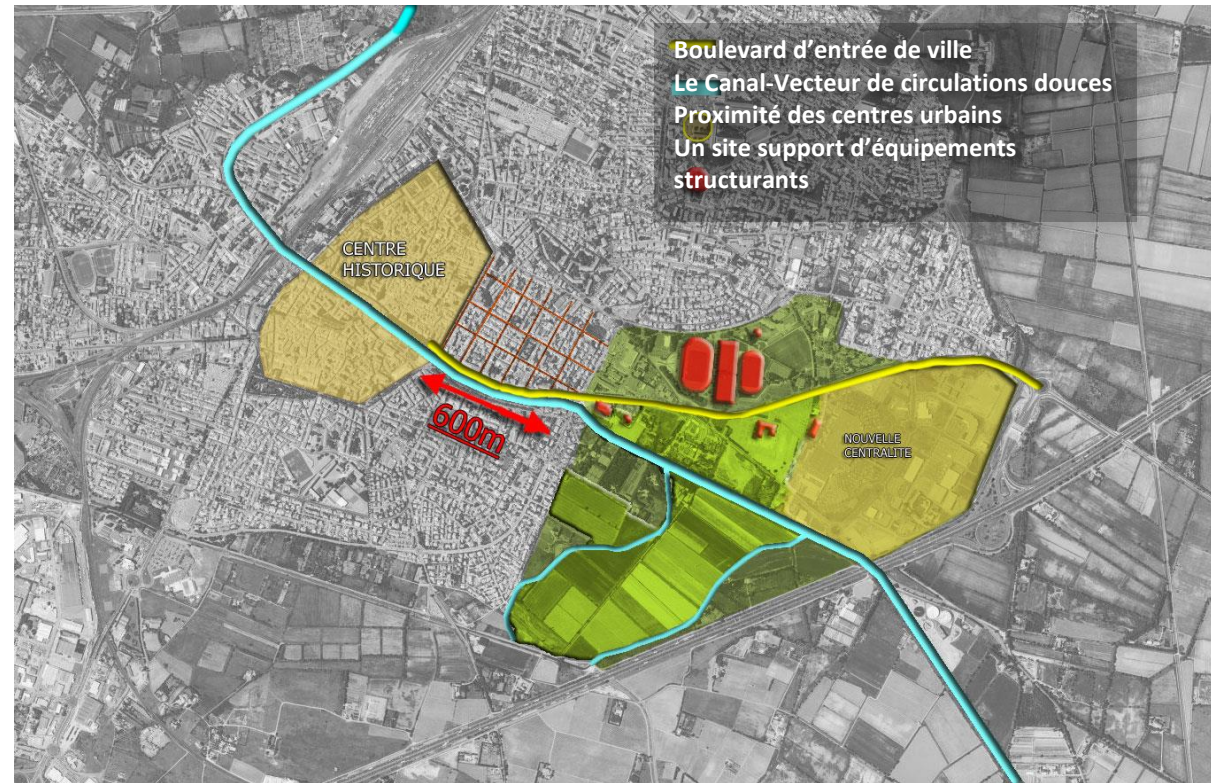 Boulevard d’entrée de ville
Le Canal-Vecteur de circulations douces
Proximité des centres urbains
Un site support d’équipements
structurants
CENTRE
HISTORIQUE
600m
NOUVELLE
CENTRALITE